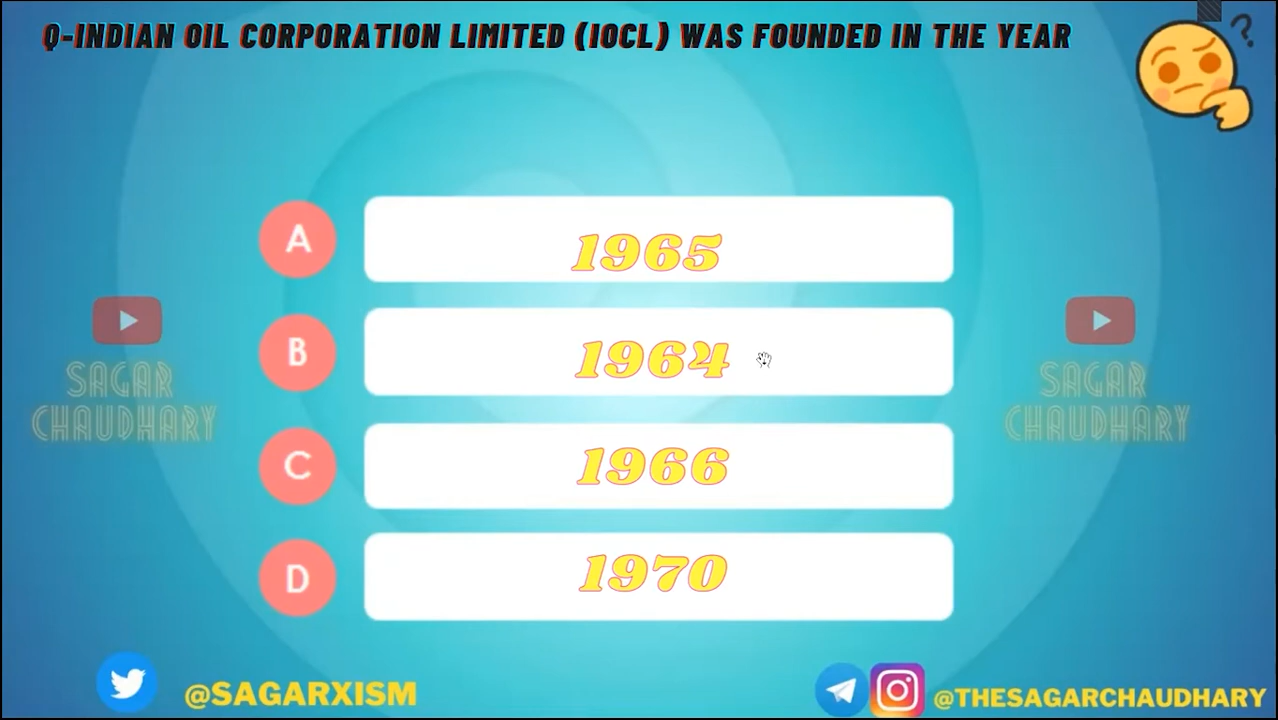 Q-INDIAN OIL CORPORATION LIMITED (IOCL) WAS FOUNDED IN THE YEAR
?
A 1965
B 1964
C 1966
D 1970
SAGAR
CHAUDHARY
SAGAR
CHAUDHARY
@SAGARXISM
@THESAGARCHAUDHARY